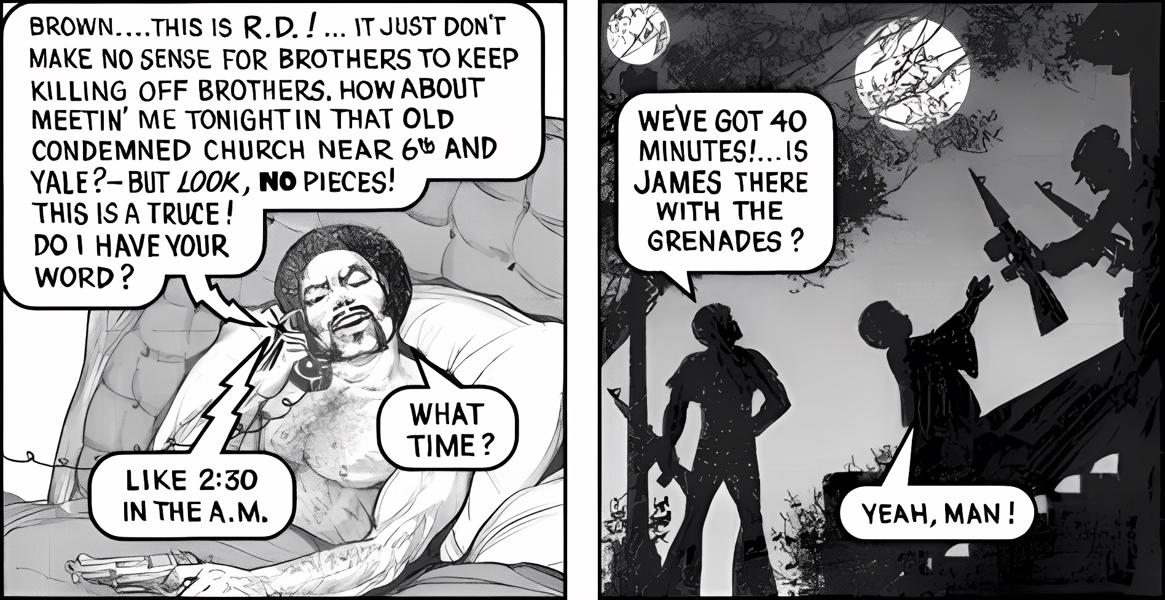 BROWN....THIS IS R.D.!... IT JUST DON'T
MAKE NO SENSE FOR BROTHERS TO KEEP
KILLING OFF BROTHERS. HOW ABOUT
MEETIN' ME TONIGHT IN THAT OLD
CONDEMNED CHURCH NEAR 6th AND
YALE?-BUT LOOK, NO PIECES!
THIS IS A TRUCE!
DO I HAVE YOUR
WORD?
WHAT
TIME?
LIKE 2:30
IN THE A.M.
WE'VE GOT 40
MINUTES!...IS
JAMES THERE
WITH THE
GRENADES?
YEAH, MAN!